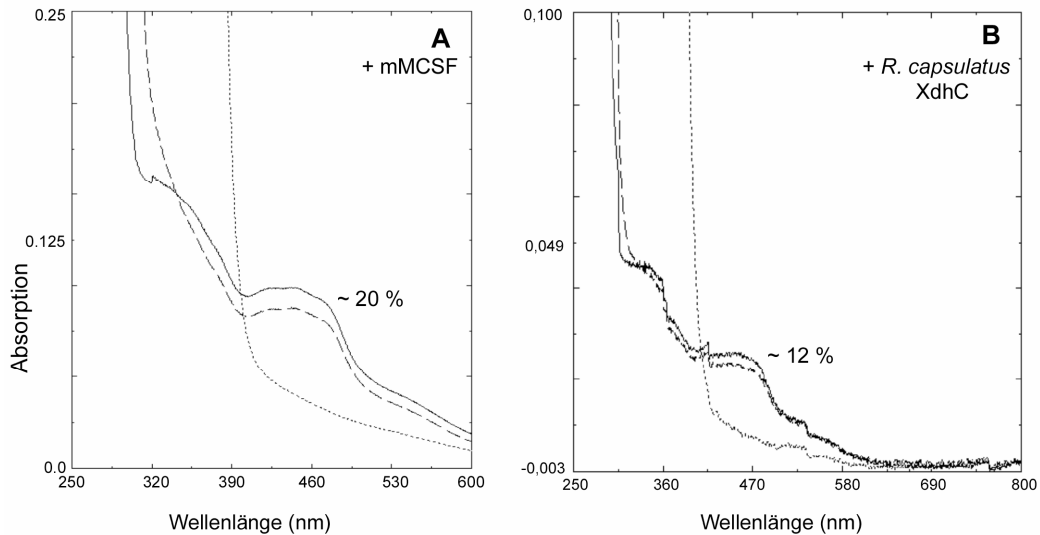 A
+ mMCSF
0.25
0.125
0.0
~ 20 %
Absorption
250 320 390 460 530 600
Wellenlänge (nm)
B
+ R. capsulatus
XdhC
0,100
0,049
-0,003
~ 12 %
250 360 470 580 690 800
Wellenlänge (nm)